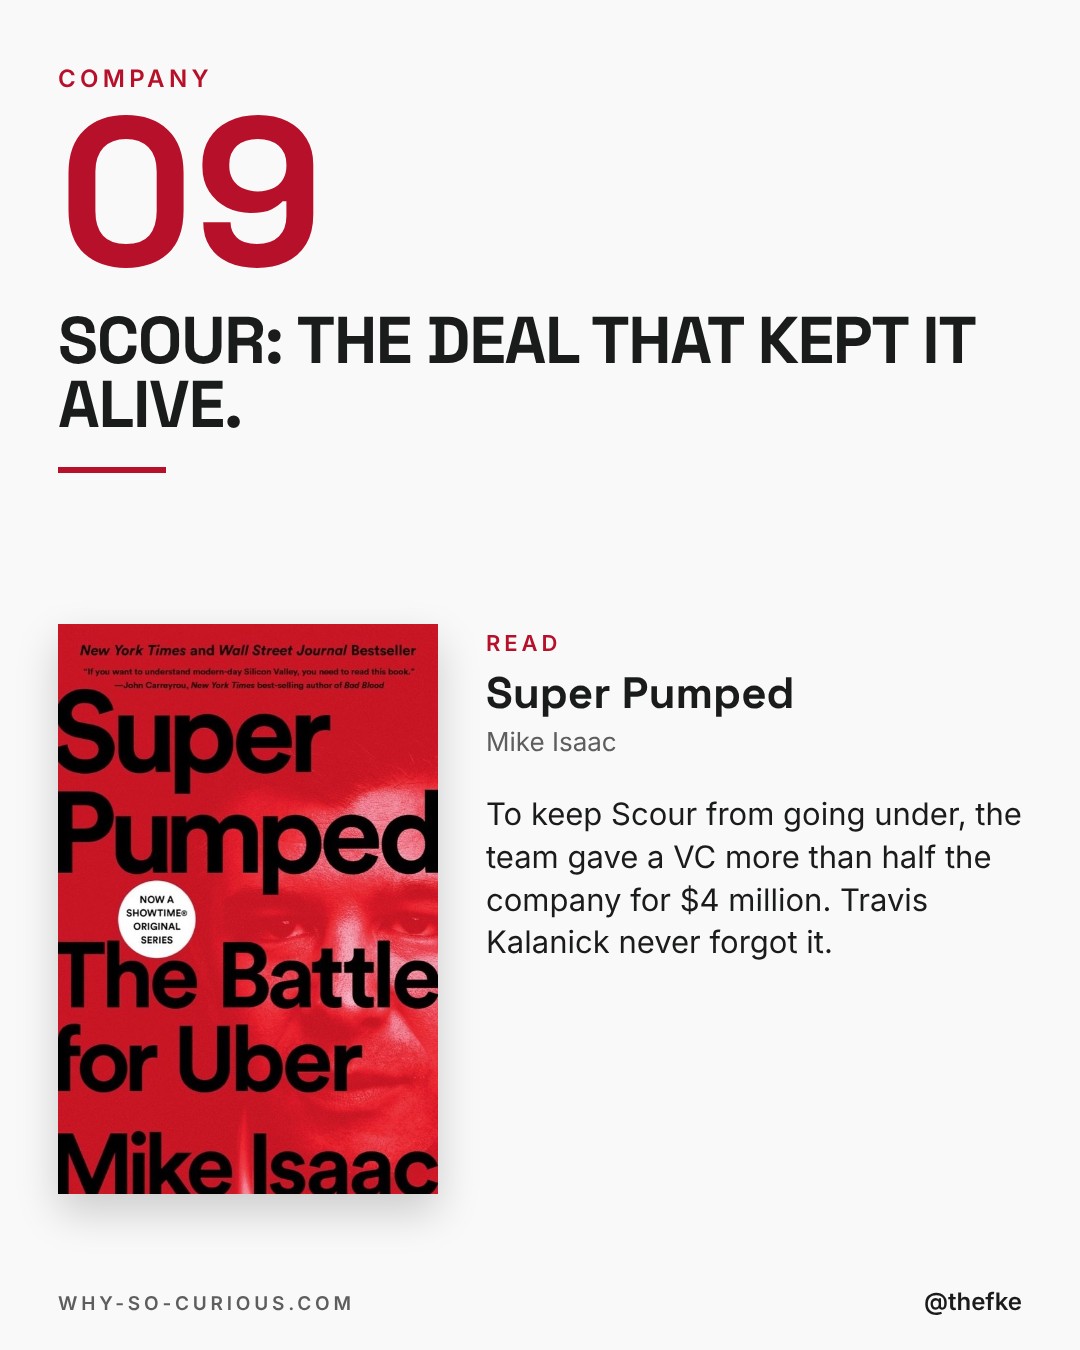 COMPANY
09
SCOUR: THE DEAL THAT KEPT IT
ALIVE.
New York Times and Wall Street Journal Bestseller
"If you want to understand modern-day Silicon Valley, you need to read this book."
—John Carreyrou, New York Times best-selling author of Bad Blood
Super
Pumped
NOW A
SHOWTIME®
ORIGINAL
SERIES
The Battle
for Uber
Mike Isaac
READ
Super Pumped
Mike Isaac
To keep Scour from going under, the
team gave a VC more than half the
company for $4 million. Travis
Kalanick never forgot it.
WHY-SO-CURIOUS.COM
@thefke